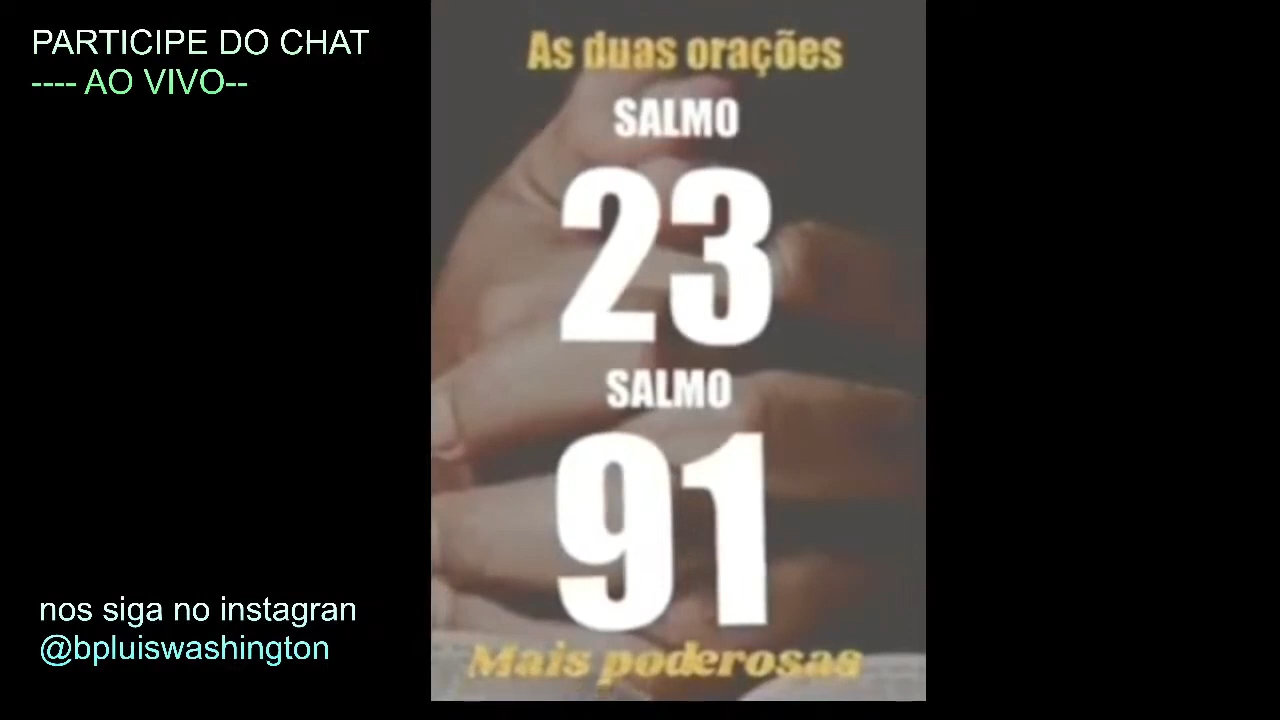 PARTICIPE DO CHAT
---- AO VIVO--
As duas orações
SALMO
23
SALMO
91
Mais poderosas
nos siga no instagran
@bpluiswashington